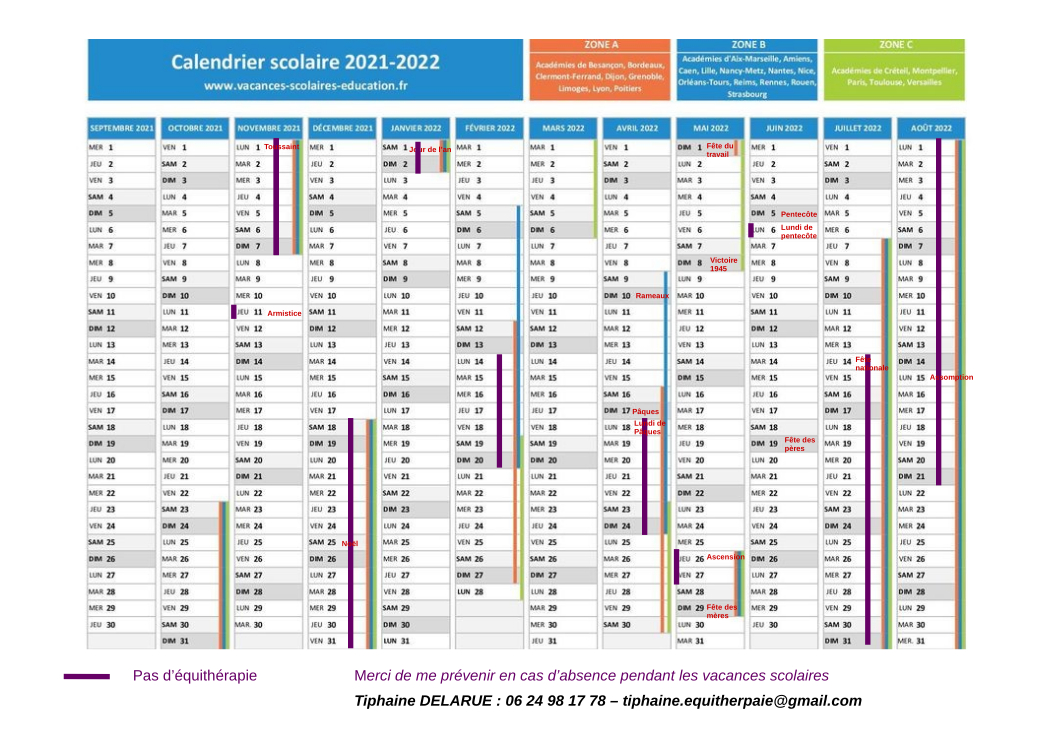 Calendrier scolaire 2021-2022
www.vacances-scolaires-education.fr
ZONE A
Académies de Besançon, Bordeaux,
Clermont-Ferrand, Dijon, Grenoble,
Limoges, Lyon, Poitiers
ZONE B
Académies d'Aix-Marseille, Amiens,
Caen, Lille, Nancy-Metz, Nantes, Nice,
Orléans-Tours, Reims, Rennes, Rouen,
Strasbourg
ZONE C
Académies de Créteil, Montpellier,
Paris, Toulouse, Versailles
SEPTEMBRE 2021
MER 1
JEU 2
VEN 3
SAM 4
DIM 5
LUN 6
MAR 7
MER 8
JEU 9
VEN 10
SAM 11
DIM 12
LUN 13
MAR 14
MER 15
JEU 16
VEN 17
SAM 18
DIM 19
LUN 20
MAR 21
MER 22
JEU 23
VEN 24
SAM 25
DIM 26
LUN 27
MAR 28
MER 29
JEU 30
OCTOBRE 2021
VEN 1
SAM 2
DIM 3
LUN 4
MAR 5
MER 6
JEU 7
VEN 8
SAM 9
DIM 10
LUN 11
MAR 12
MER 13
JEU 14
VEN 15
SAM 16
DIM 17
LUN 18
MAR 19
MER 20
JEU 21
VEN 22
SAM 23
DIM 24
LUN 25
MAR 26
MER 27
JEU 28
VEN 29
SAM 30
DIM 31
NOVEMBRE 2021
LUN 1 Toussaint
MAR 2
MER 3
JEU 4
VEN 5
SAM 6
DIM 7
LUN 8
MAR 9
MER 10
JEU 11 Armistice
VEN 12
SAM 13
DIM 14
LUN 15
MAR 16
MER 17
JEU 18
VEN 19
SAM 20
DIM 21
LUN 22
MAR 23
MER 24
JEU 25
VEN 26
SAM 27
DIM 28
LUN 29
MAR 30
DÉCEMBRE 2021
MER 1
JEU 2
VEN 3
SAM 4
DIM 5
LUN 6
MAR 7
MER 8
JEU 9
VEN 10
SAM 11
DIM 12
LUN 13
MAR 14
MER 15
JEU 16
VEN 17
SAM 18
DIM 19
LUN 20
MAR 21
MER 22
JEU 23
VEN 24
SAM 25 Noël
DIM 26
LUN 27
MAR 28
MER 29
JEU 30
VEN 31
JANVIER 2022
SAM 1 Jour de l'an
DIM 2
LUN 3
MAR 4
MER 5
JEU 6
VEN 7
SAM 8
DIM 9
LUN 10
MAR 11
MER 12
JEU 13
VEN 14
SAM 15
DIM 16
LUN 17
MAR 18
MER 19
JEU 20
VEN 21
SAM 22
DIM 23
LUN 24
MAR 25
MER 26
JEU 27
VEN 28
SAM 29
DIM 30
LUN 31
FÉVRIER 2022
MAR 1
MER 2
JEU 3
VEN 4
SAM 5
DIM 6
LUN 7
MAR 8
MER 9
JEU 10
VEN 11
SAM 12
DIM 13
LUN 14
MAR 15
MER 16
JEU 17
VEN 18
SAM 19
DIM 20
LUN 21
MAR 22
MER 23
JEU 24
VEN 25
SAM 26
DIM 27
LUN 28
MARS 2022
MAR 1
MER 2
JEU 3
VEN 4
SAM 5
DIM 6
LUN 7
MAR 8
MER 9
JEU 10
VEN 11
SAM 12
DIM 13
LUN 14
MAR 15
MER 16
JEU 17
VEN 18
SAM 19
DIM 20
LUN 21
MAR 22
MER 23
JEU 24
VEN 25
SAM 26
DIM 27
LUN 28
MAR 29
MER 30
JEU 31
AVRIL 2022
VEN 1
SAM 2
DIM 3
LUN 4
MAR 5
MER 6
JEU 7
VEN 8
SAM 9
DIM 10 Rameaux
LUN 11
MAR 12
MER 13
JEU 14
VEN 15
SAM 16
DIM 17 Pâques
LUN 18 Lundi de
Pâques
MAR 19
MER 20
JEU 21
VEN 22
SAM 23
DIM 24
LUN 25
MAR 26
MER 27
JEU 28
VEN 29
SAM 30
MAI 2022
DIM 1 Fête du
travail
LUN 2
MAR 3
MER 4
JEU 5
VEN 6
SAM 7
DIM 8 Victoire
1945
LUN 9
MAR 10
MER 11
JEU 12
VEN 13
SAM 14
DIM 15
LUN 16
MAR 17
MER 18
JEU 19
VEN 20
SAM 21
DIM 22
LUN 23
MAR 24
MER 25
JEU 26 Ascension
VEN 27
SAM 28
DIM 29 Fête des
mères
LUN 30
MAR 31
JUIN 2022
MER 1
JEU 2
VEN 3
SAM 4
DIM 5 Pentecôte
LUN 6 Lundi de
pentecôte
MAR 7
MER 8
JEU 9
VEN 10
SAM 11
DIM 12
LUN 13
MAR 14
MER 15
JEU 16
VEN 17
SAM 18
DIM 19 Fête des
pères
LUN 20
MAR 21
MER 22
JEU 23
VEN 24
SAM 25
DIM 26
LUN 27
MAR 28
MER 29
JEU 30
JUILLET 2022
VEN 1
SAM 2
DIM 3
LUN 4
MAR 5
MER 6
JEU 7
VEN 8
SAM 9
DIM 10
LUN 11
MAR 12
MER 13
JEU 14 Fête
nationale
VEN 15
SAM 16
DIM 17
LUN 18
MAR 19
MER 20
JEU 21
VEN 22
SAM 23
DIM 24
LUN 25
MAR 26
MER 27
JEU 28
VEN 29
SAM 30
DIM 31
AOÛT 2022
LUN 1
MAR 2
MER 3
JEU 4
VEN 5
SAM 6
DIM 7
LUN 8
MAR 9
MER 10
JEU 11
VEN 12
SAM 13
DIM 14
LUN 15 Assomption
MAR 16
MER 17
JEU 18
VEN 19
SAM 20
DIM 21
LUN 22
MAR 23
MER 24
JEU 25
VEN 26
SAM 27
DIM 28
LUN 29
MAR 30
MER. 31
Pas d'équithérapie
Merci de me prévenir en cas d'absence pendant les vacances scolaires
Tiphaine DELARUE : 06 24 98 17 78 – tiphaine.equitherpaie@gmail.com